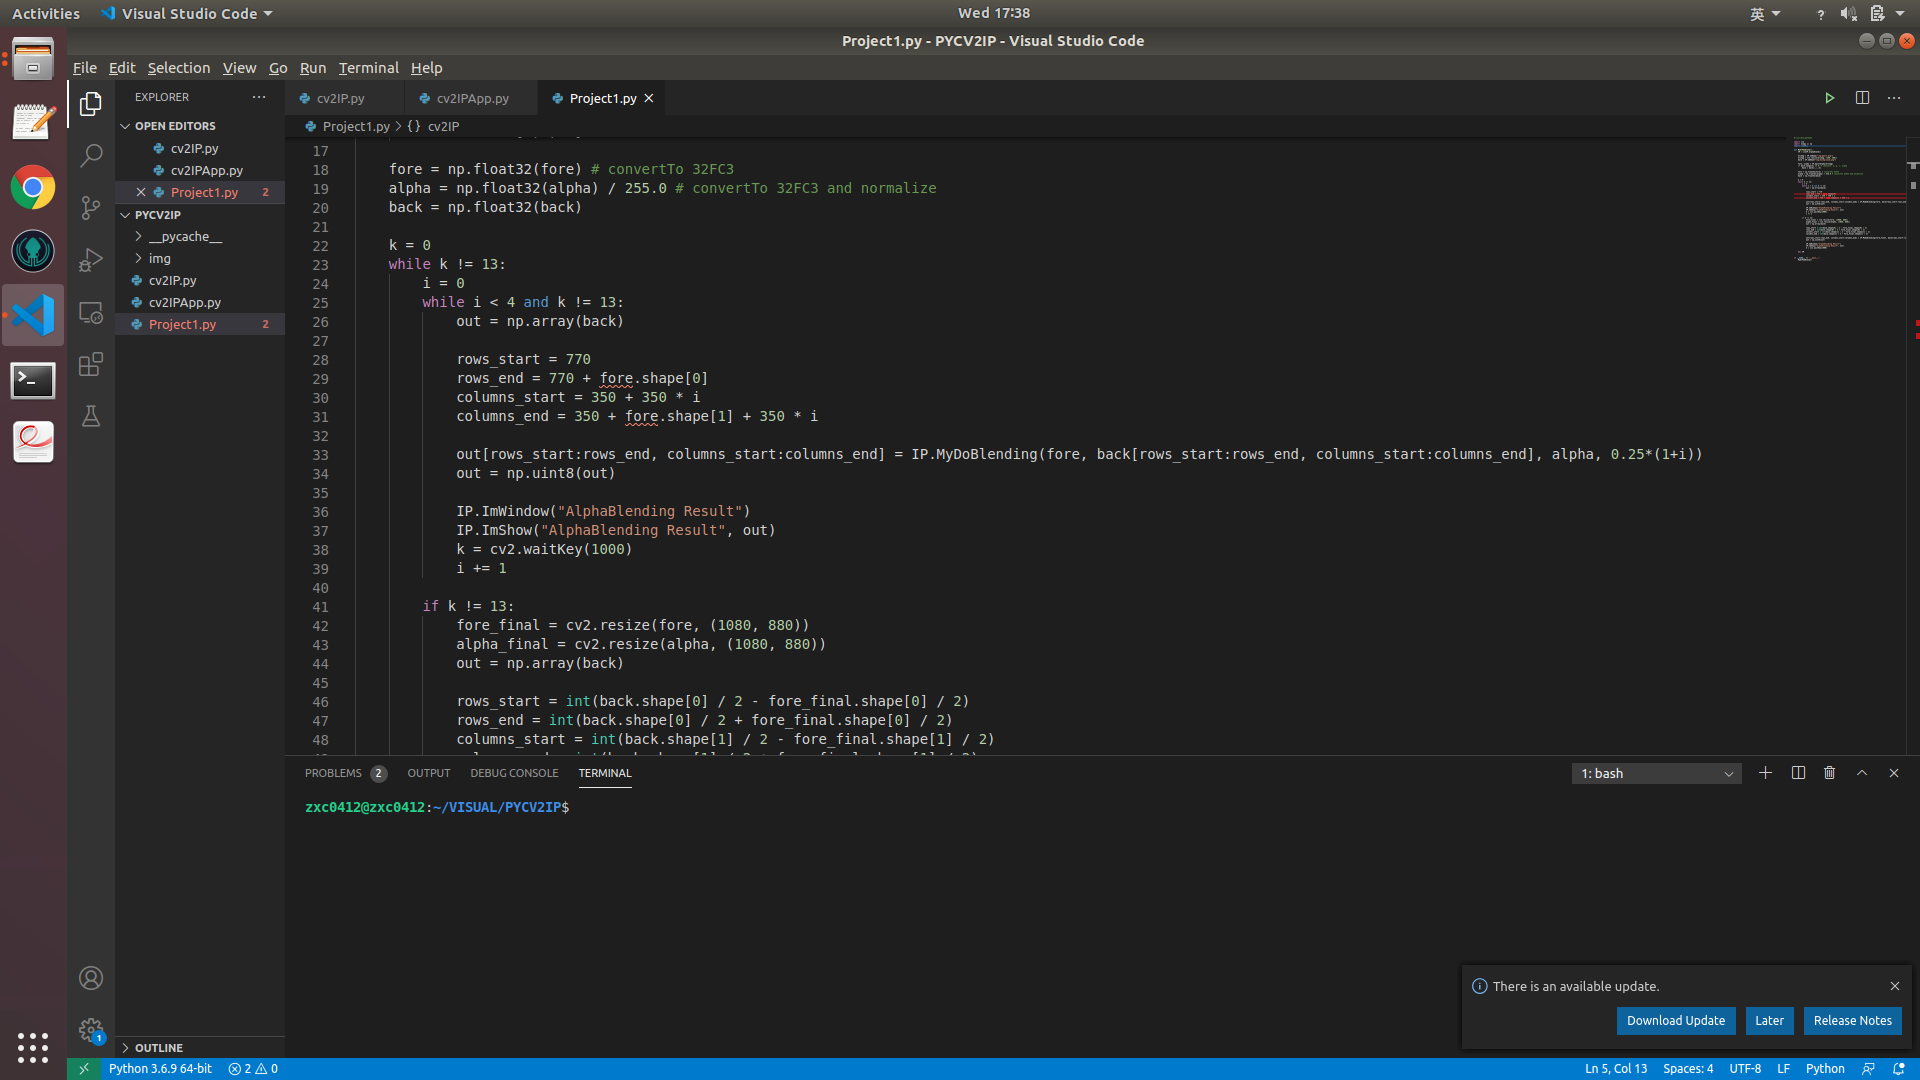 Activities
Visual Studio Code
Wed 17:38
英
?
Project1.py - PYCV2IP - Visual Studio Code
File Edit Selection View Go Run Terminal Help
EXPLORER
OPEN EDITORS
cv2IP.py
cv2IPApp.py
Project1.py 2
PYCV2IP
__pycache__
img
cv2IP.py
cv2IPApp.py
Project1.py 2
OUTLINE
cv2IP.py
cv2IPApp.py
Project1.py
Project1.py > {} cv2IP
17
18 fore = np.float32(fore) # convertTo 32FC3
19 alpha = np.float32(alpha) / 255.0 # convertTo 32FC3 and normalize
20 back = np.float32(back)
21
22 k = 0
23 while k != 13:
24 i = 0
25 while i < 4 and k != 13:
26 out = np.array(back)
27
28 rows_start = 770
29 rows_end = 770 + fore.shape[0]
30 columns_start = 350 + 350 * i
31 columns_end = 350 + fore.shape[1] + 350 * i
32
33 out[rows_start:rows_end, columns_start:columns_end] = IP.MyDoBlending(fore, back[rows_start:rows_end, columns_start:columns_end], alpha, 0.25*(1+i))
34 out = np.uint8(out)
35
36 IP.ImWindow("AlphaBlending Result")
37 IP.ImShow("AlphaBlending Result", out)
38 k = cv2.waitKey(1000)
39 i += 1
40
41 if k != 13:
42 fore_final = cv2.resize(fore, (1080, 880))
43 alpha_final = cv2.resize(alpha, (1080, 880))
44 out = np.array(back)
45
46 rows_start = int(back.shape[0] / 2 - fore_final.shape[0] / 2)
47 rows_end = int(back.shape[0] / 2 + fore_final.shape[0] / 2)
48 columns_start = int(back.shape[1] / 2 - fore_final.shape[1] / 2)
PROBLEMS 2 OUTPUT DEBUG CONSOLE TERMINAL
1: bash
zxc0412@zxc0412:~/VISUAL/PYCV2IP$
There is an available update.
Download Update
Later
Release Notes
1
Python 3.6.9 64-bit
2 0
Ln 5, Col 13
Spaces: 4
UTF-8
LF
Python